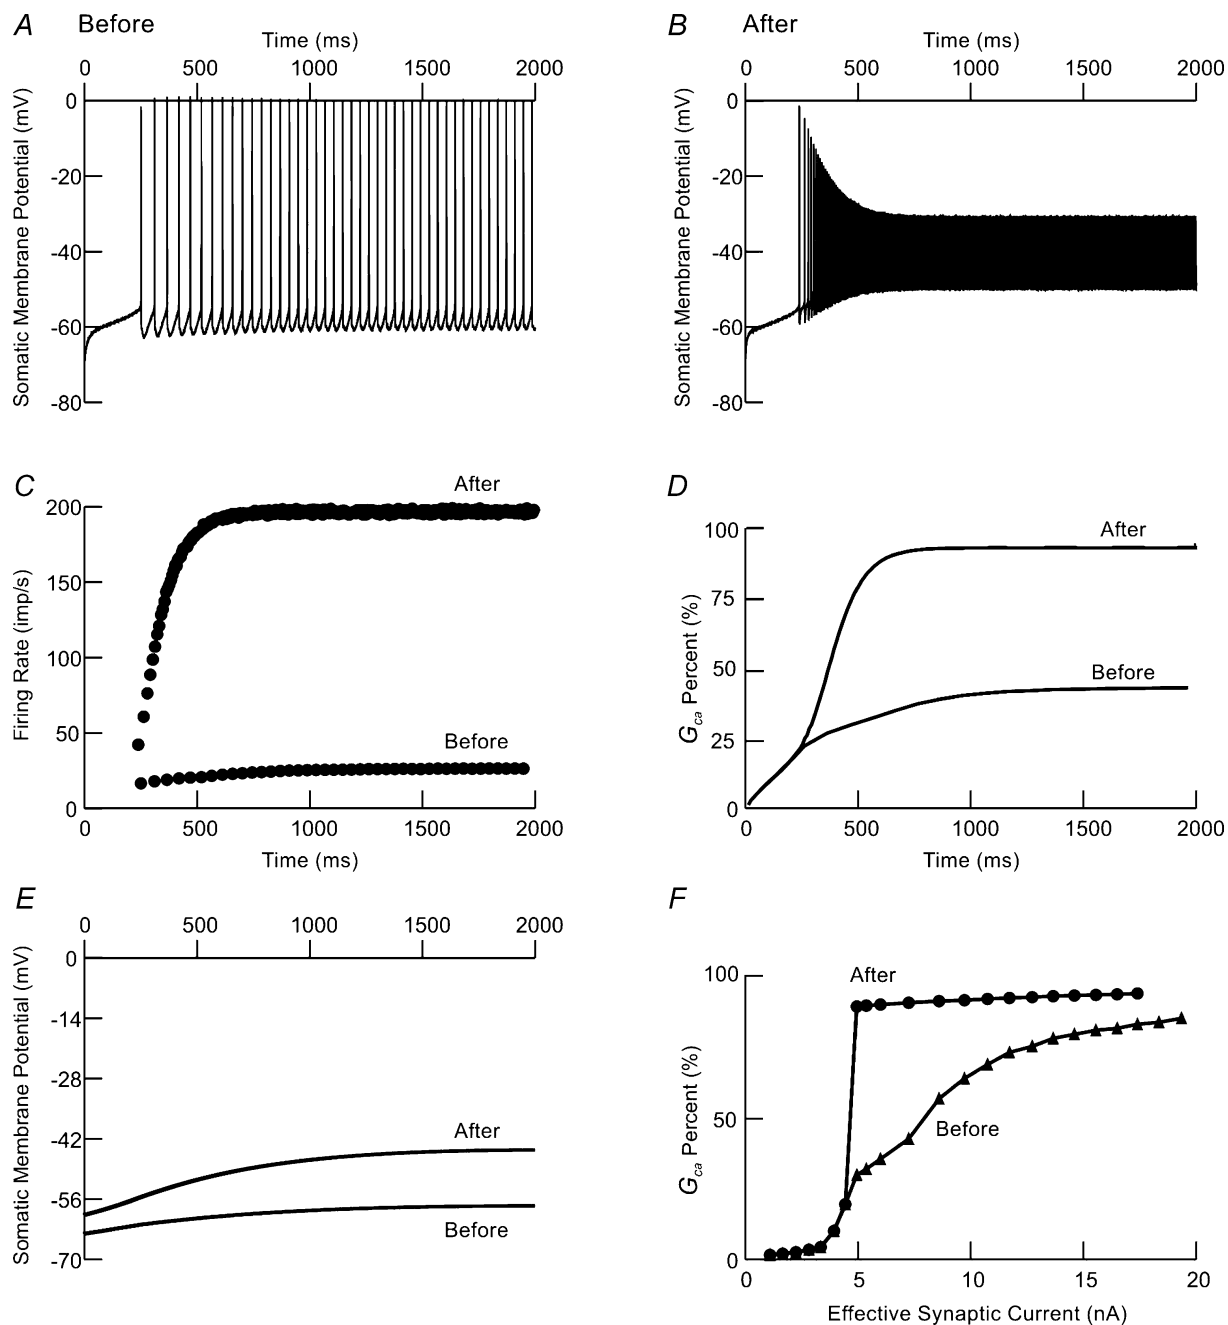 A Before
Time (ms)
0 500 1000 1500 2000
Somatic Membrane Potential (mV)
0
-20
-40
-60
-80
B After
Time (ms)
0 500 1000 1500 2000
Somatic Membrane Potential (mV)
0
-20
-40
-60
-80
C
Firing Rate (imp/s)
200
150
100
50
0
After
Before
0 500 1000 1500 2000
Time (ms)
D
Gca Percent (%)
100
75
50
25
0
After
Before
0 500 1000 1500 2000
Time (ms)
E
0 500 1000 1500 2000
Somatic Membrane Potential (mV)
0
-14
-28
-42
-56
-70
After
Before
F
Gca Percent (%)
100
50
0
After
Before
0 5 10 15 20
Effective Synaptic Current (nA)